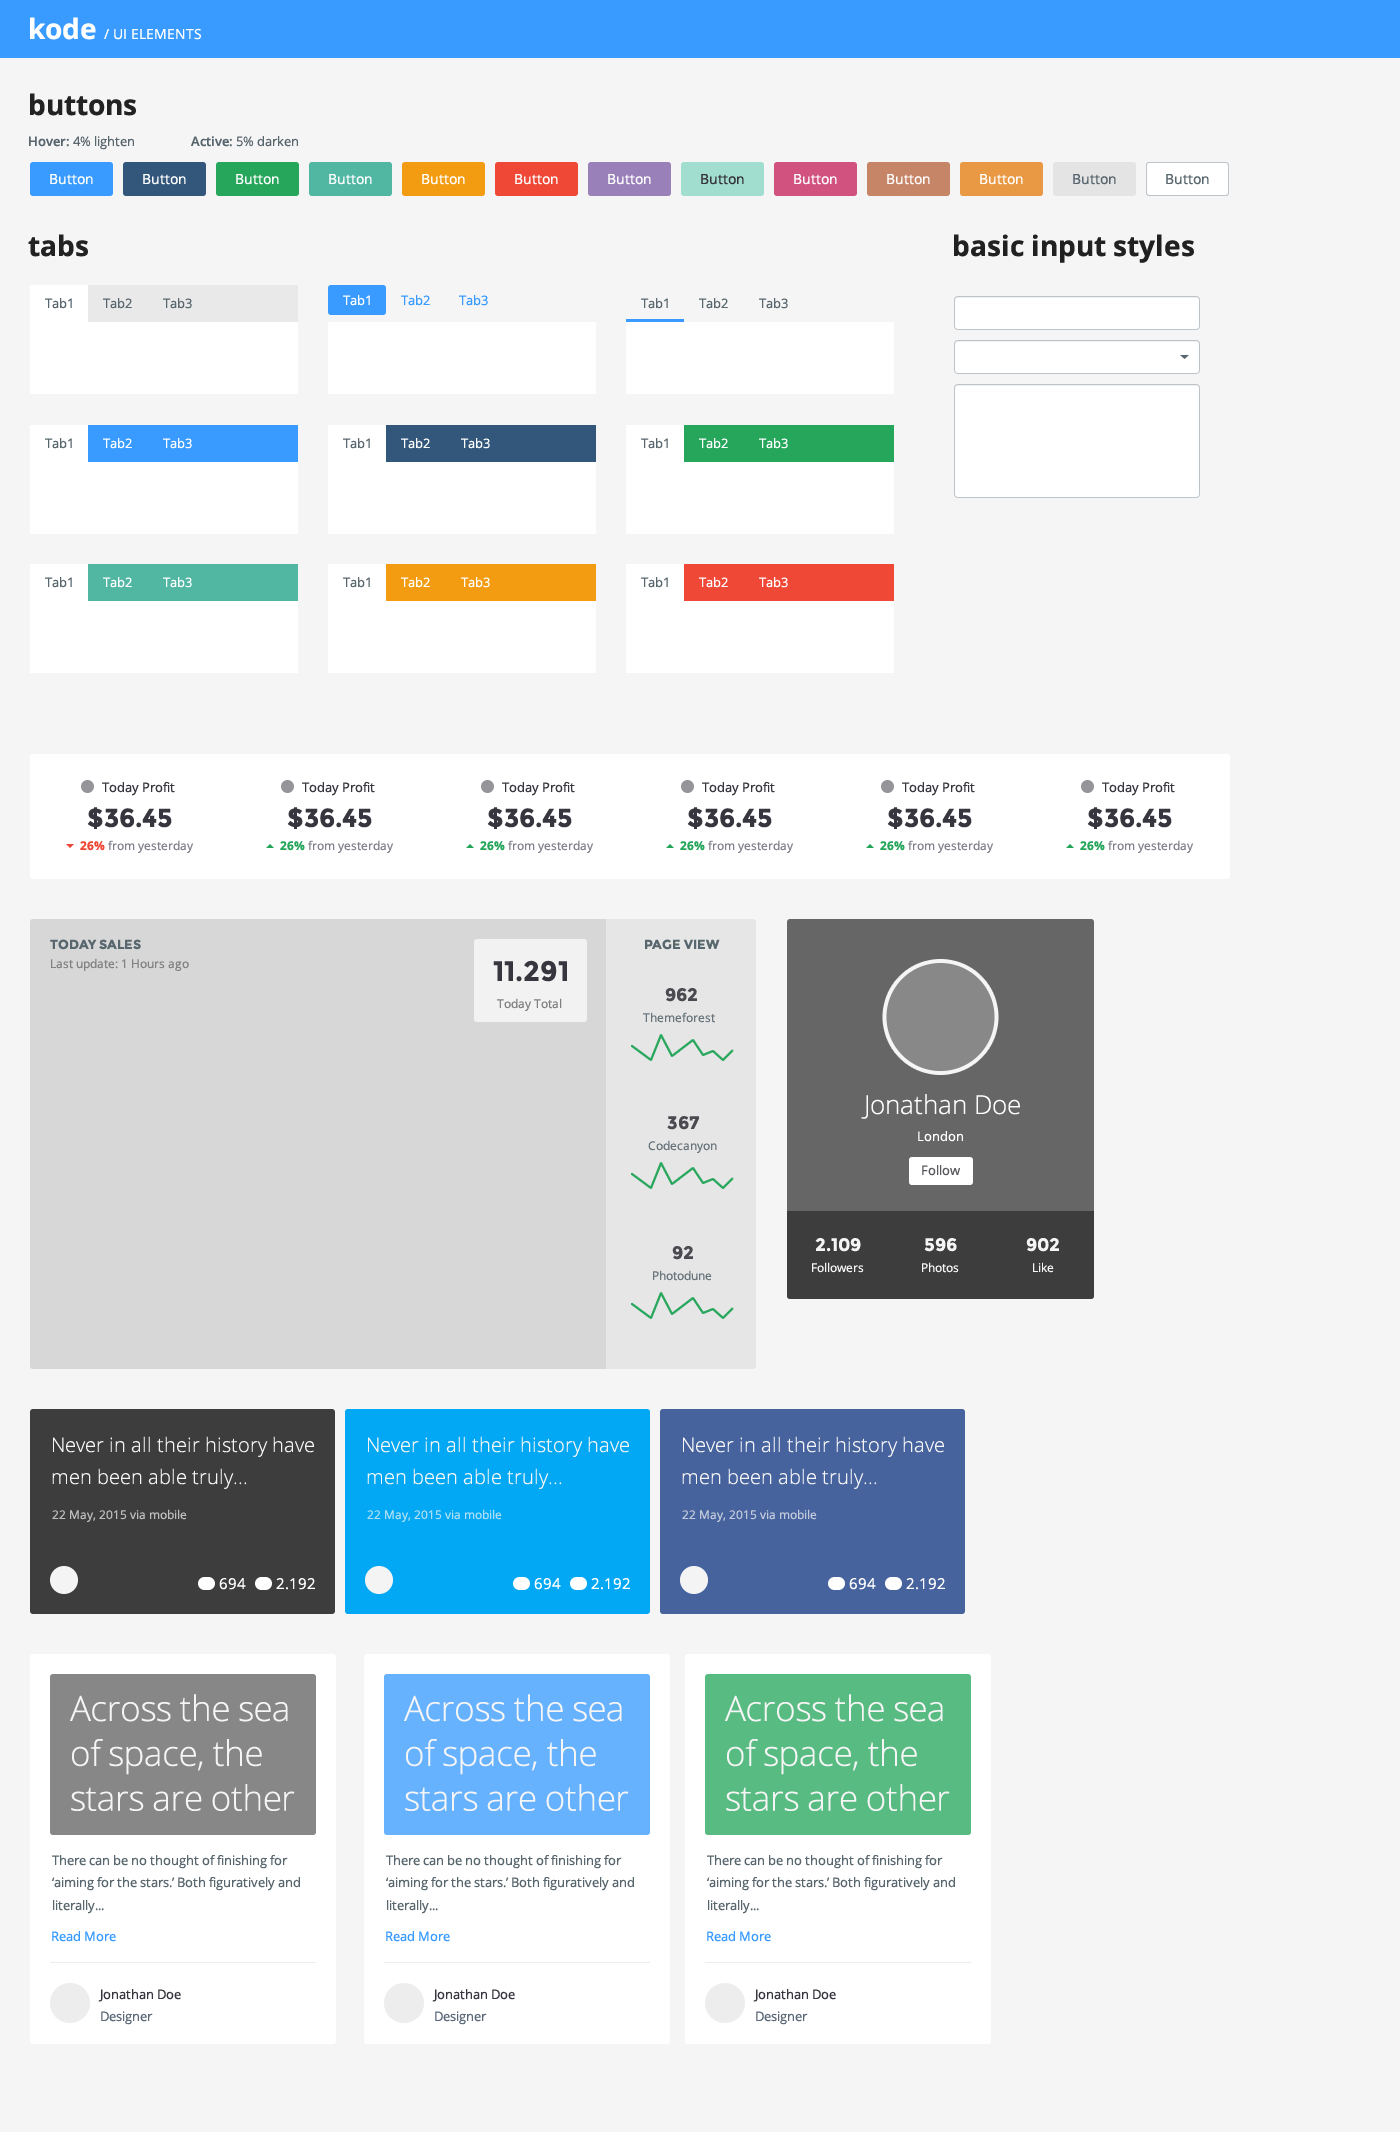 kode / UI ELEMENTS
buttons
Hover: 4% lighten Active: 5% darken
Button Button Button Button Button Button Button Button Button Button Button Button Button
tabs
basic input styles
Tab1 Tab2 Tab3
Tab1 Tab2 Tab3
Tab1 Tab2 Tab3
Tab1 Tab2 Tab3
Tab1 Tab2 Tab3
Tab1 Tab2 Tab3
Tab1 Tab2 Tab3
Tab1 Tab2 Tab3
Tab1 Tab2 Tab3
Today Profit
$36.45
26% from yesterday
Today Profit
$36.45
26% from yesterday
Today Profit
$36.45
26% from yesterday
Today Profit
$36.45
26% from yesterday
Today Profit
$36.45
26% from yesterday
Today Profit
$36.45
26% from yesterday
TODAY SALES
Last update: 1 Hours ago
11.291
Today Total
PAGE VIEW
962
Themeforest
367
Codecanyon
92
Photodune
Jonathan Doe
London
Follow
2.109 596 902
Followers Photos Like
Never in all their history have
men been able truly...
22 May, 2015 via mobile
694 2.192
Never in all their history have
men been able truly...
22 May, 2015 via mobile
694 2.192
Never in all their history have
men been able truly...
22 May, 2015 via mobile
694 2.192
Across the sea
of space, the
stars are other
There can be no thought of finishing for
‘aiming for the stars.’ Both figuratively and
literally...
Read More
Jonathan Doe
Designer
Across the sea
of space, the
stars are other
There can be no thought of finishing for
‘aiming for the stars.’ Both figuratively and
literally...
Read More
Jonathan Doe
Designer
Across the sea
of space, the
stars are other
There can be no thought of finishing for
‘aiming for the stars.’ Both figuratively and
literally...
Read More
Jonathan Doe
Designer